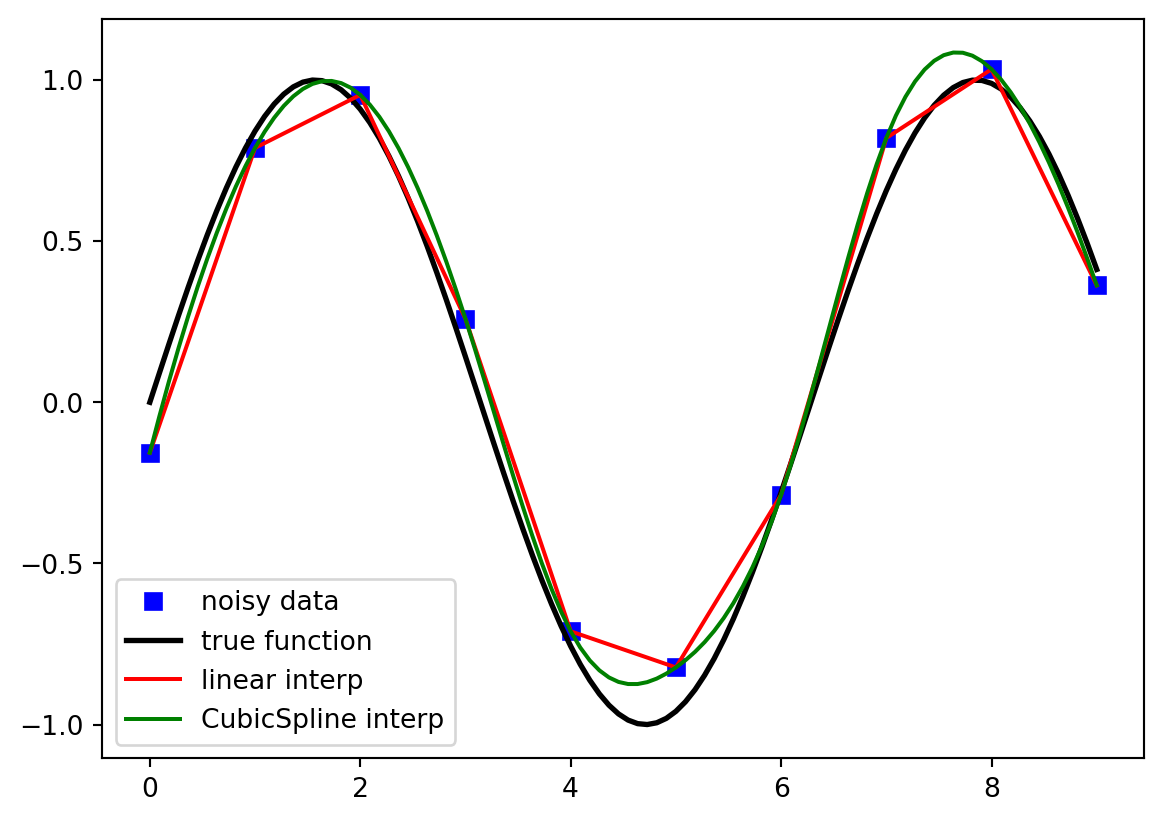 1.0
0.5
0.0
−0.5
−1.0
noisy data
true function
linear interp
CubicSpline interp
0 2 4 6 8